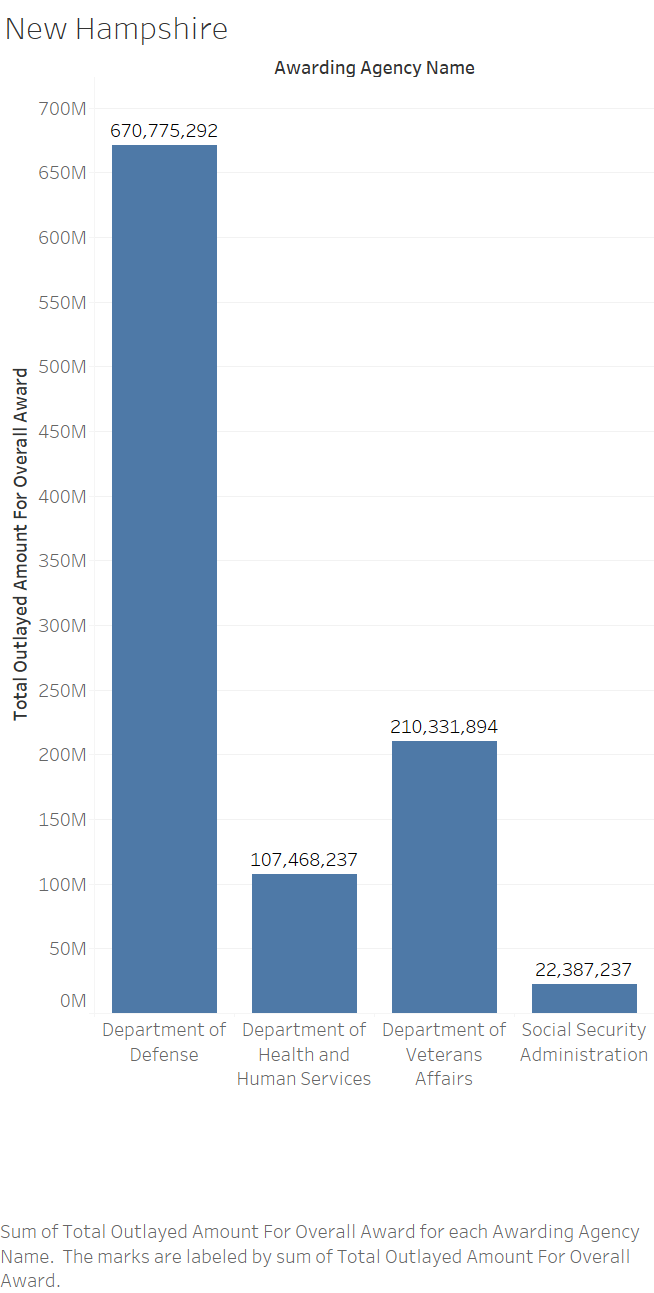 New Hampshire
Awarding Agency Name
Total Outlayed Amount For Overall Award
700M
650M
600M
550M
500M
450M
400M
350M
300M
250M
200M
150M
100M
50M
0M
670,775,292
107,468,237
210,331,894
22,387,237
Department of
Defense
Department of
Health and
Human Services
Department of
Veterans
Affairs
Social Security
Administration
Sum of Total Outlayed Amount For Overall Award for each Awarding Agency
Name.  The marks are labeled by sum of Total Outlayed Amount For Overall
Award.